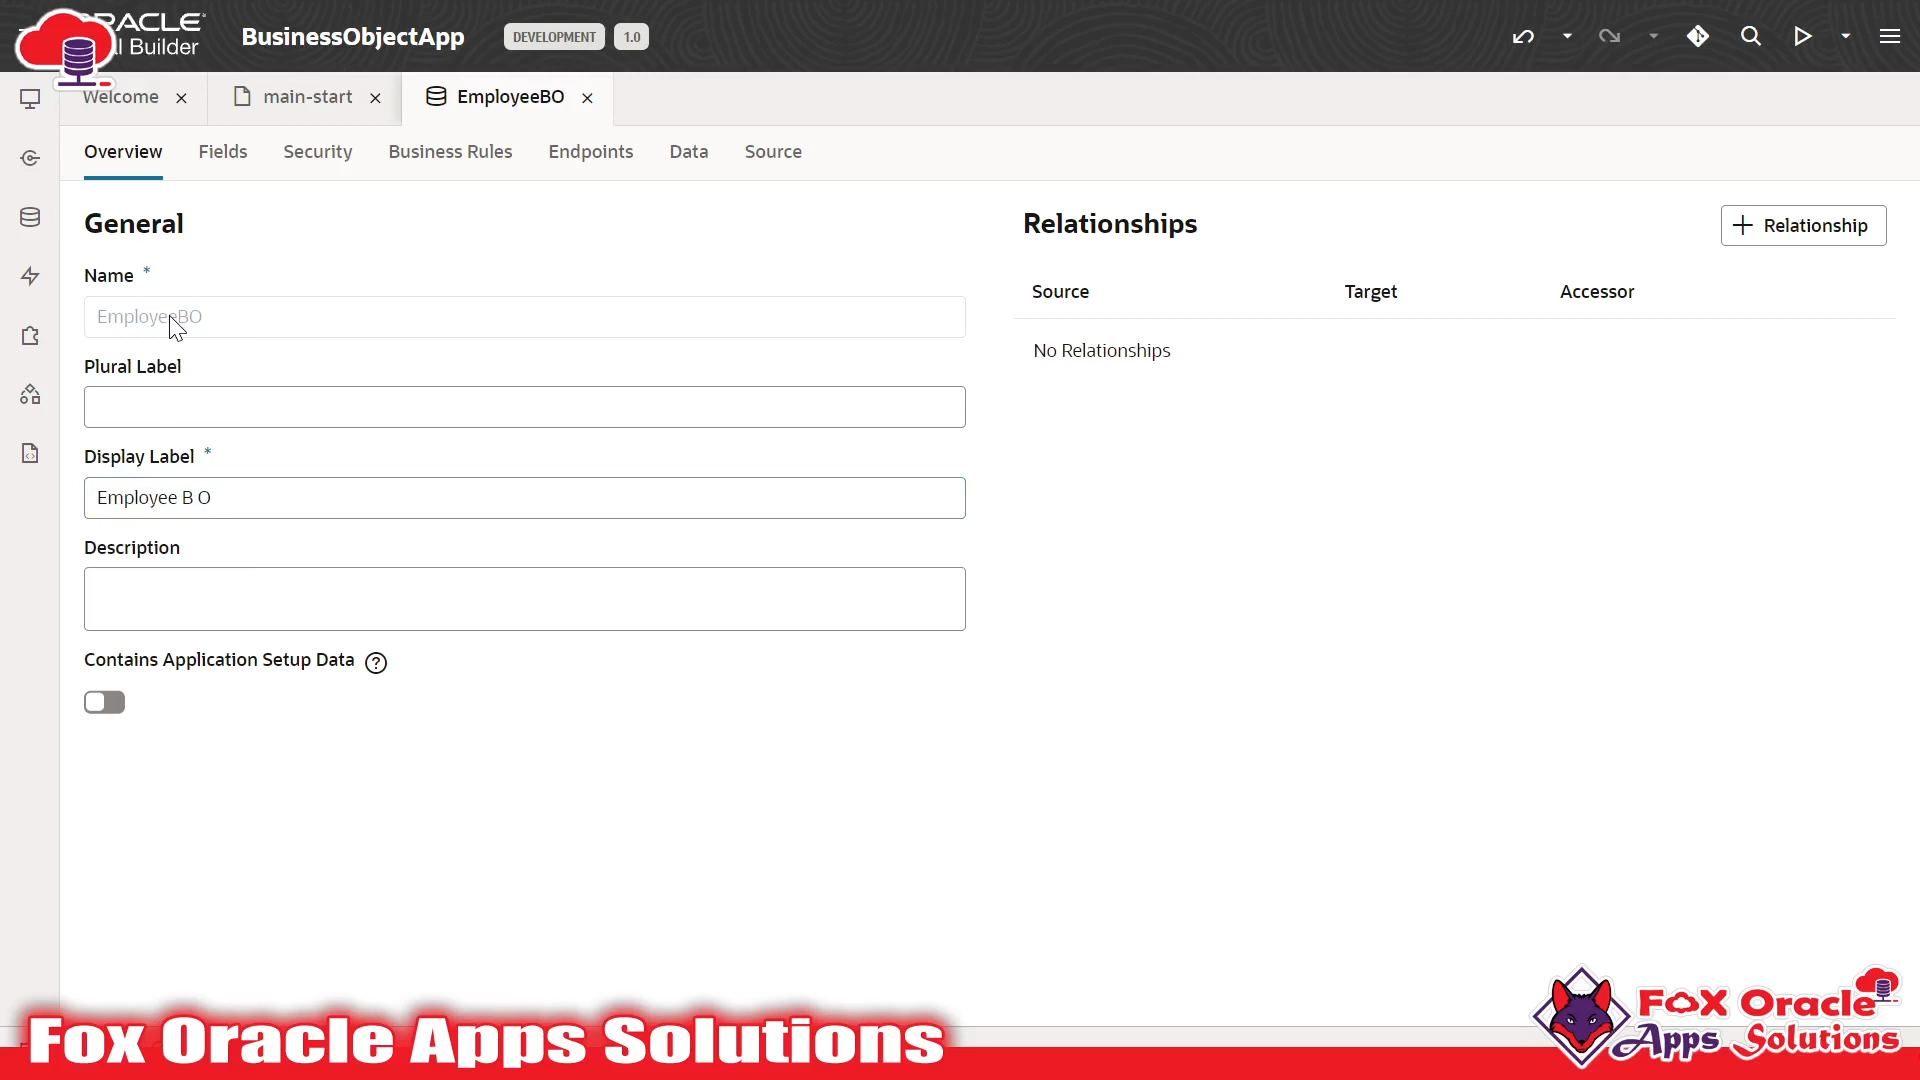 ORACLE
Builder
BusinessObjectApp
DEVELOPMENT
1.0
Welcome
main-start
EmployeeBO
Overview
Fields
Security
Business Rules
Endpoints
Data
Source
General
Name *
EmployeeBO
Plural Label
Display Label *
Employee B O
Description
Contains Application Setup Data ?
Relationships
+ Relationship
Source
Target
Accessor
No Relationships
Fox Oracle Apps Solutions
Fox Oracle
Apps Solutions